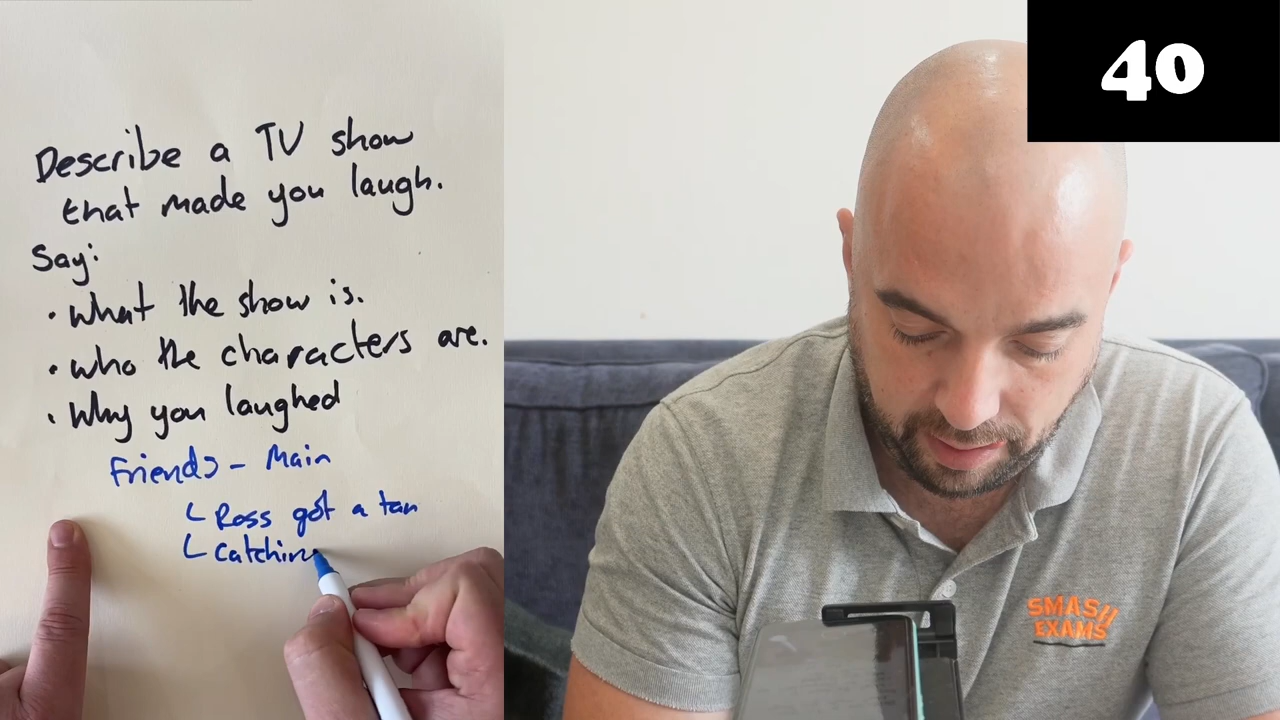 Describe a TV show
that made you laugh.
Say:
• What the show is.
• who the characters are.
• Why you laughed
Friends - Main
Ross got a tan
Catching
40
SMASH
EXAMS